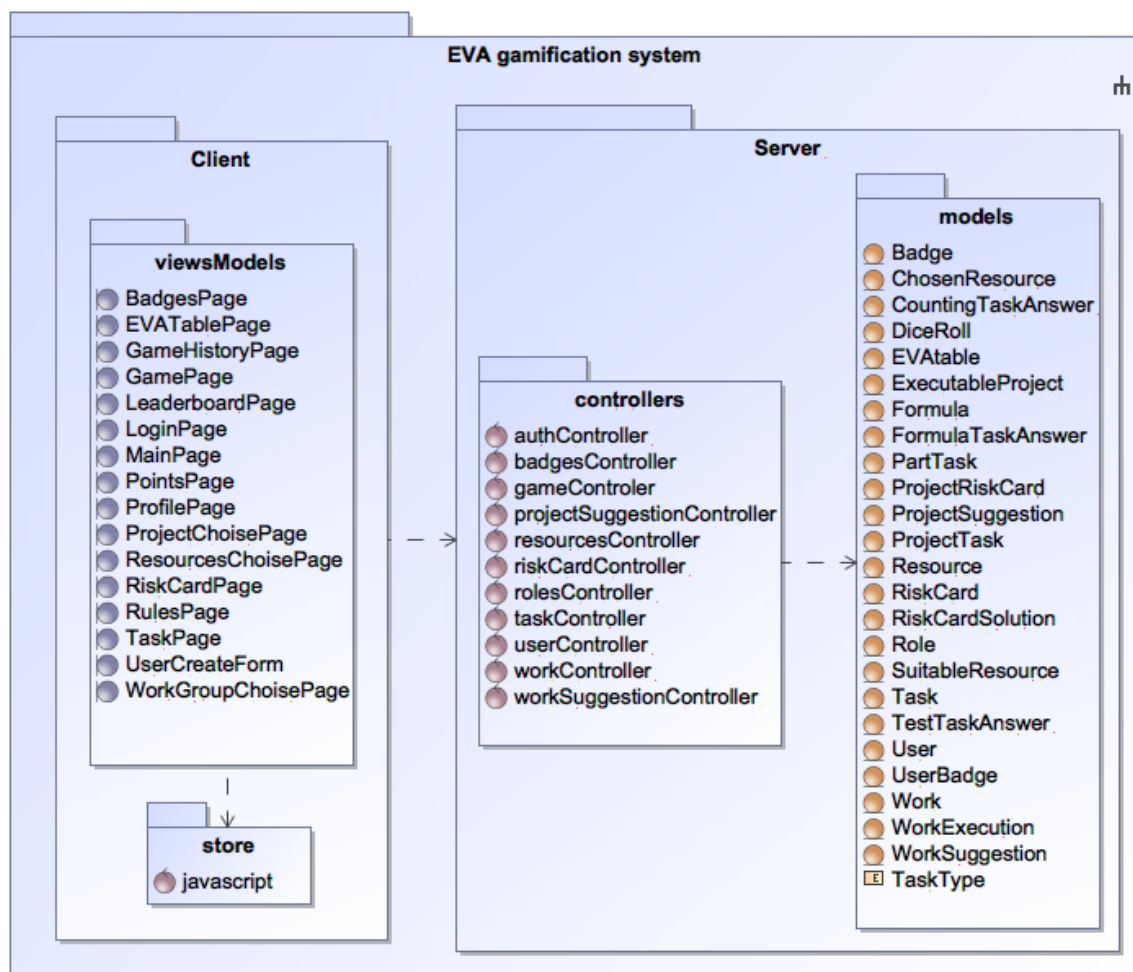 EVA gamification system
Client
viewsModels
BadgesPage
EVATablePage
GameHistoryPage
GamePage
LeaderboardPage
LoginPage
MainPage
PointsPage
ProfilePage
ProjectChoisePage
ResourcesChoisePage
RiskCardPage
RulesPage
TaskPage
UserCreateForm
WorkGroupChoisePage
store
javascript
Server
controllers
authController
badgesController
gameControler
projectSuggestionController
resourcesController
riskCardController
rolesController
taskController
userController
workController
workSuggestionController
models
Badge
ChosenResource
CountingTaskAnswer
DiceRoll
EVAtable
ExecutableProject
Formula
FormulaTaskAnswer
PartTask
ProjectRiskCard
ProjectSuggestion
ProjectTask
Resource
RiskCard
RiskCardSolution
Role
SuitableResource
Task
TestTaskAnswer
User
UserBadge
Work
WorkExecution
WorkSuggestion
E TaskType